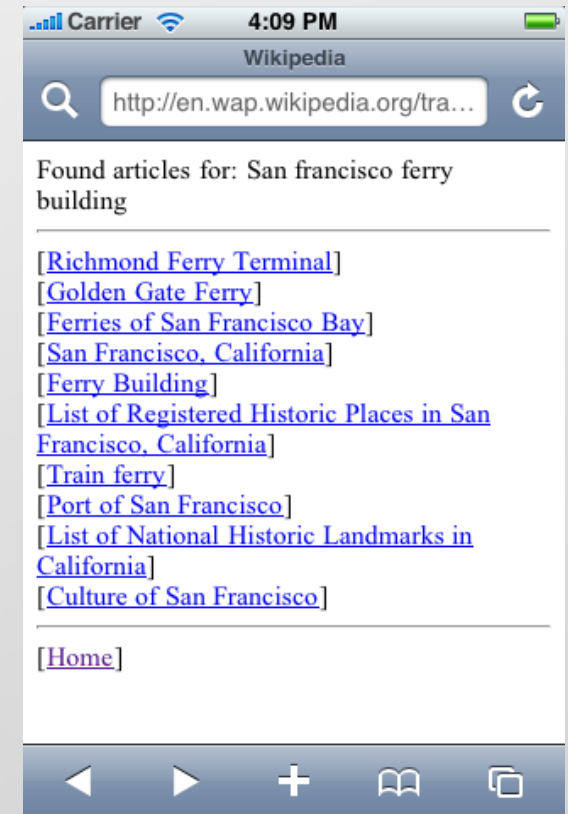 Carrier 4:09 PM
Wikipedia
http://en.wap.wikipedia.org/tra...
Found articles for: San francisco ferry
building
[Richmond Ferry Terminal]
[Golden Gate Ferry]
[Ferries of San Francisco Bay]
[San Francisco, California]
[Ferry Building]
[List of Registered Historic Places in San
Francisco, California]
[Train ferry]
[Port of San Francisco]
[List of National Historic Landmarks in
California]
[Culture of San Francisco]
[Home]